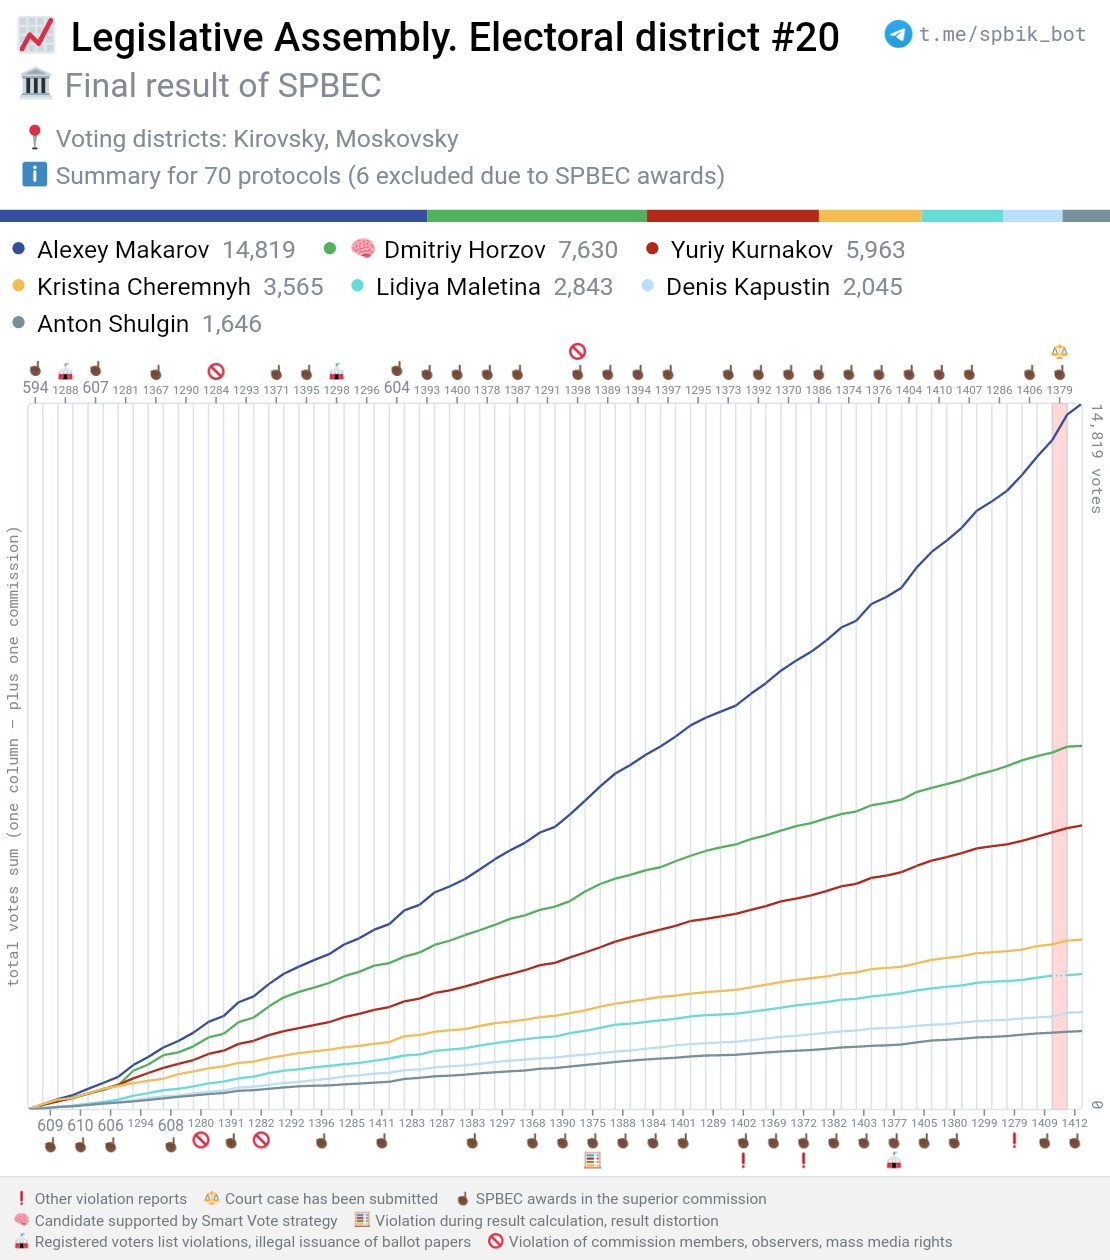 Legislative Assembly. Electoral district #20
t.me/spbik_bot
Final result of SPBEC
Voting districts: Kirovsky, Moskovsky
Summary for 70 protocols (6 excluded due to SPBEC awards)
Alexey Makarov 14,819 Dmitriy Horzov 7,630 Yuriy Kurnakov 5,963
Kristina Cheremnyh 3,565 Lidiya Maletina 2,843 Denis Kapustin 2,045
Anton Shulgin 1,646
594 1288 607 1281 1367 1290 1284 1293 1371 1395 1298 1296 604 1393 1400 1378 1387 1291 1398 1389 1394 1397 1295 1373 1392 1370 1386 1374 1376 1404 1410 1407 1286 1406 1379
14,819 votes
total votes sum (one column – plus one commission)
0
609 610 606 1294 608 1280 1391 1282 1292 1396 1285 1411 1283 1287 1383 1297 1368 1390 1375 1388 1384 1401 1289 1402 1369 1372 1382 1403 1377 1405 1380 1299 1279 1409 1412
Other violation reports Court case has been submitted SPBEC awards in the superior commission
Candidate supported by Smart Vote strategy Violation during result calculation, result distortion
Registered voters list violations, illegal issuance of ballot papers Violation of commission members, observers, mass media rights